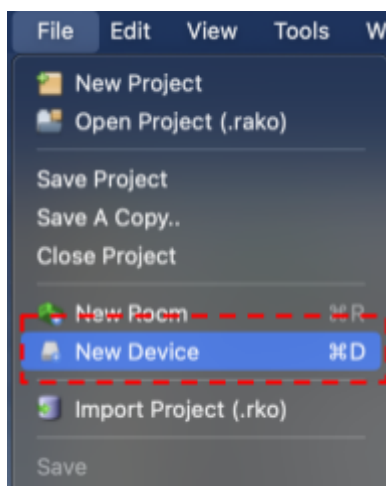 File Edit View Tools W
New Project
Open Project (.rako)
Save Project
Save A Copy..
Close Project
New Room ⌘R
New Device ⌘D
Import Project (.rko)
Save